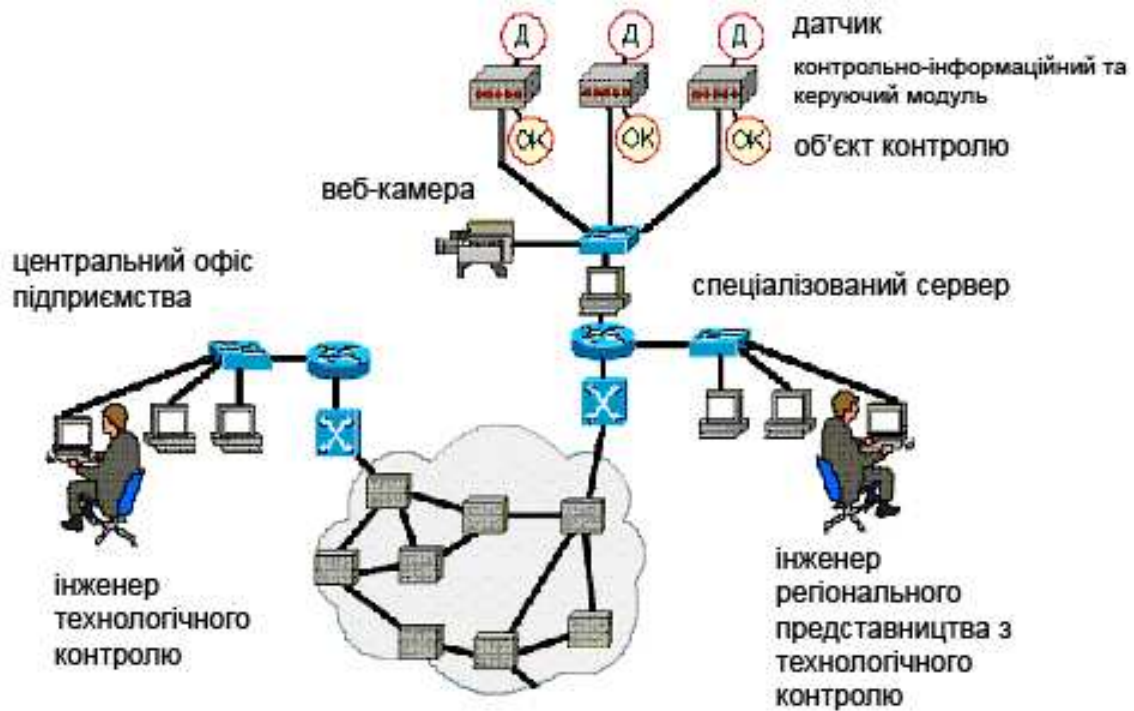 Д Д Д
датчик
контрольно-інформаційний та
керуючий модуль
ОК ОК ОК
об'єкт контролю
веб-камера
центральний офіс
підприємства
спеціалізований сервер
інженер
технологічного
контролю
інженер
регіонального
представництва з
технологічного
контролю